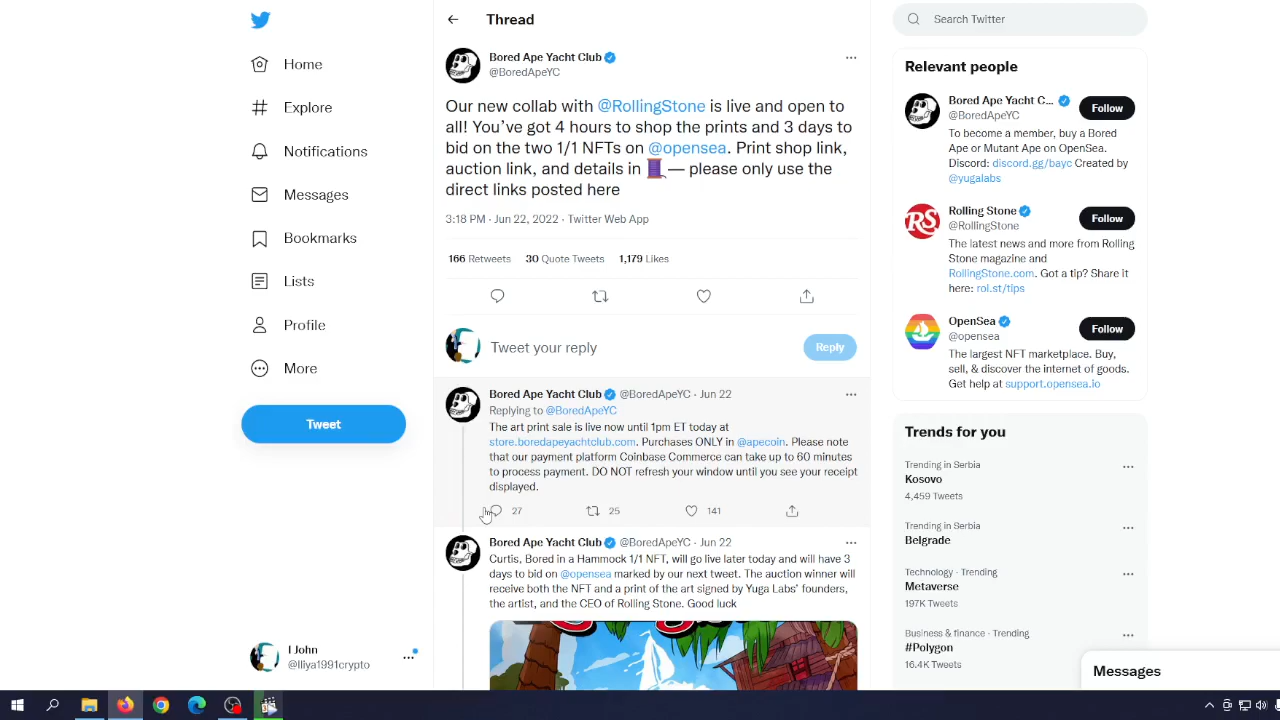 Home
Explore
Notifications
Messages
Bookmarks
Lists
Profile
More
Tweet
I John
@Iliya1991crypto
Thread
Bored Ape Yacht Club
@BoredApeYC
Our new collab with @RollingStone is live and open to
all! You’ve got 4 hours to shop the prints and 3 days to
bid on the two 1/1 NFTs on @opensea. Print shop link,
auction link, and details in 🧵— please only use the
direct links posted here
3:18 PM · Jun 22, 2022 · Twitter Web App
166 Retweets 30 Quote Tweets 1,179 Likes
Tweet your reply
Reply
Bored Ape Yacht Club @BoredApeYC · Jun 22
Replying to @BoredApeYC
The art print sale is live now until 1pm ET today at
store.boredapeyachtclub.com. Purchases ONLY in @apecoin. Please note
that our payment platform Coinbase Commerce can take up to 60 minutes
to process payment. DO NOT refresh your window until you see your receipt
displayed.
27 25 141
Bored Ape Yacht Club @BoredApeYC · Jun 22
Curtis, Bored in a Hammock 1/1 NFT, will go live later today and will have 3
days to bid on @opensea marked by our next tweet. The auction winner will
receive both the NFT and a print of the art signed by Yuga Labs’ founders,
the artist, and the CEO of Rolling Stone. Good luck
Search Twitter
Relevant people
Bored Ape Yacht C...
@BoredApeYC
Follow
To become a member, buy a Bored
Ape or Mutant Ape on OpenSea.
Discord: discord.gg/bayc Created by
@yugalabs
Rolling Stone
@RollingStone
Follow
The latest news and more from Rolling
Stone magazine and
RollingStone.com. Got a tip? Share it
here: rol.st/tips
OpenSea
@opensea
Follow
The largest NFT marketplace. Buy,
sell, & discover the internet of goods.
Get help at support.opensea.io
Trends for you
Trending in Serbia
Kosovo
4,459 Tweets
Trending in Serbia
Belgrade
Technology · Trending
Metaverse
197K Tweets
Business & finance · Trending
#Polygon
16.4K Tweets
Messages